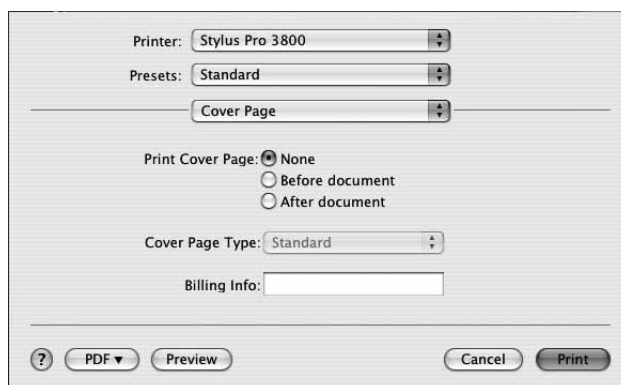 Printer: Stylus Pro 3800
Presets: Standard
Cover Page
Print Cover Page: None
Before document
After document
Cover Page Type: Standard
Billing Info:
? PDF ▼ Preview Cancel Print